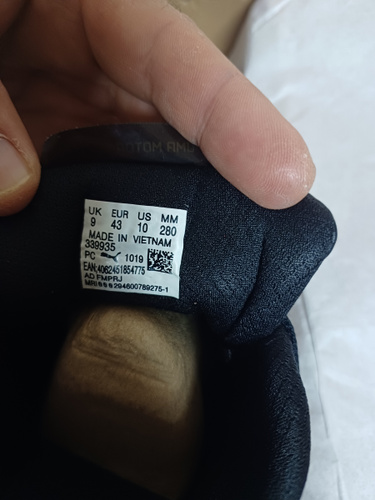 UK EUR US MM
9 43 10 280
MADE IN VIETNAM
339935
PC 1019
EAN:4062451854775
AD FMPRJ